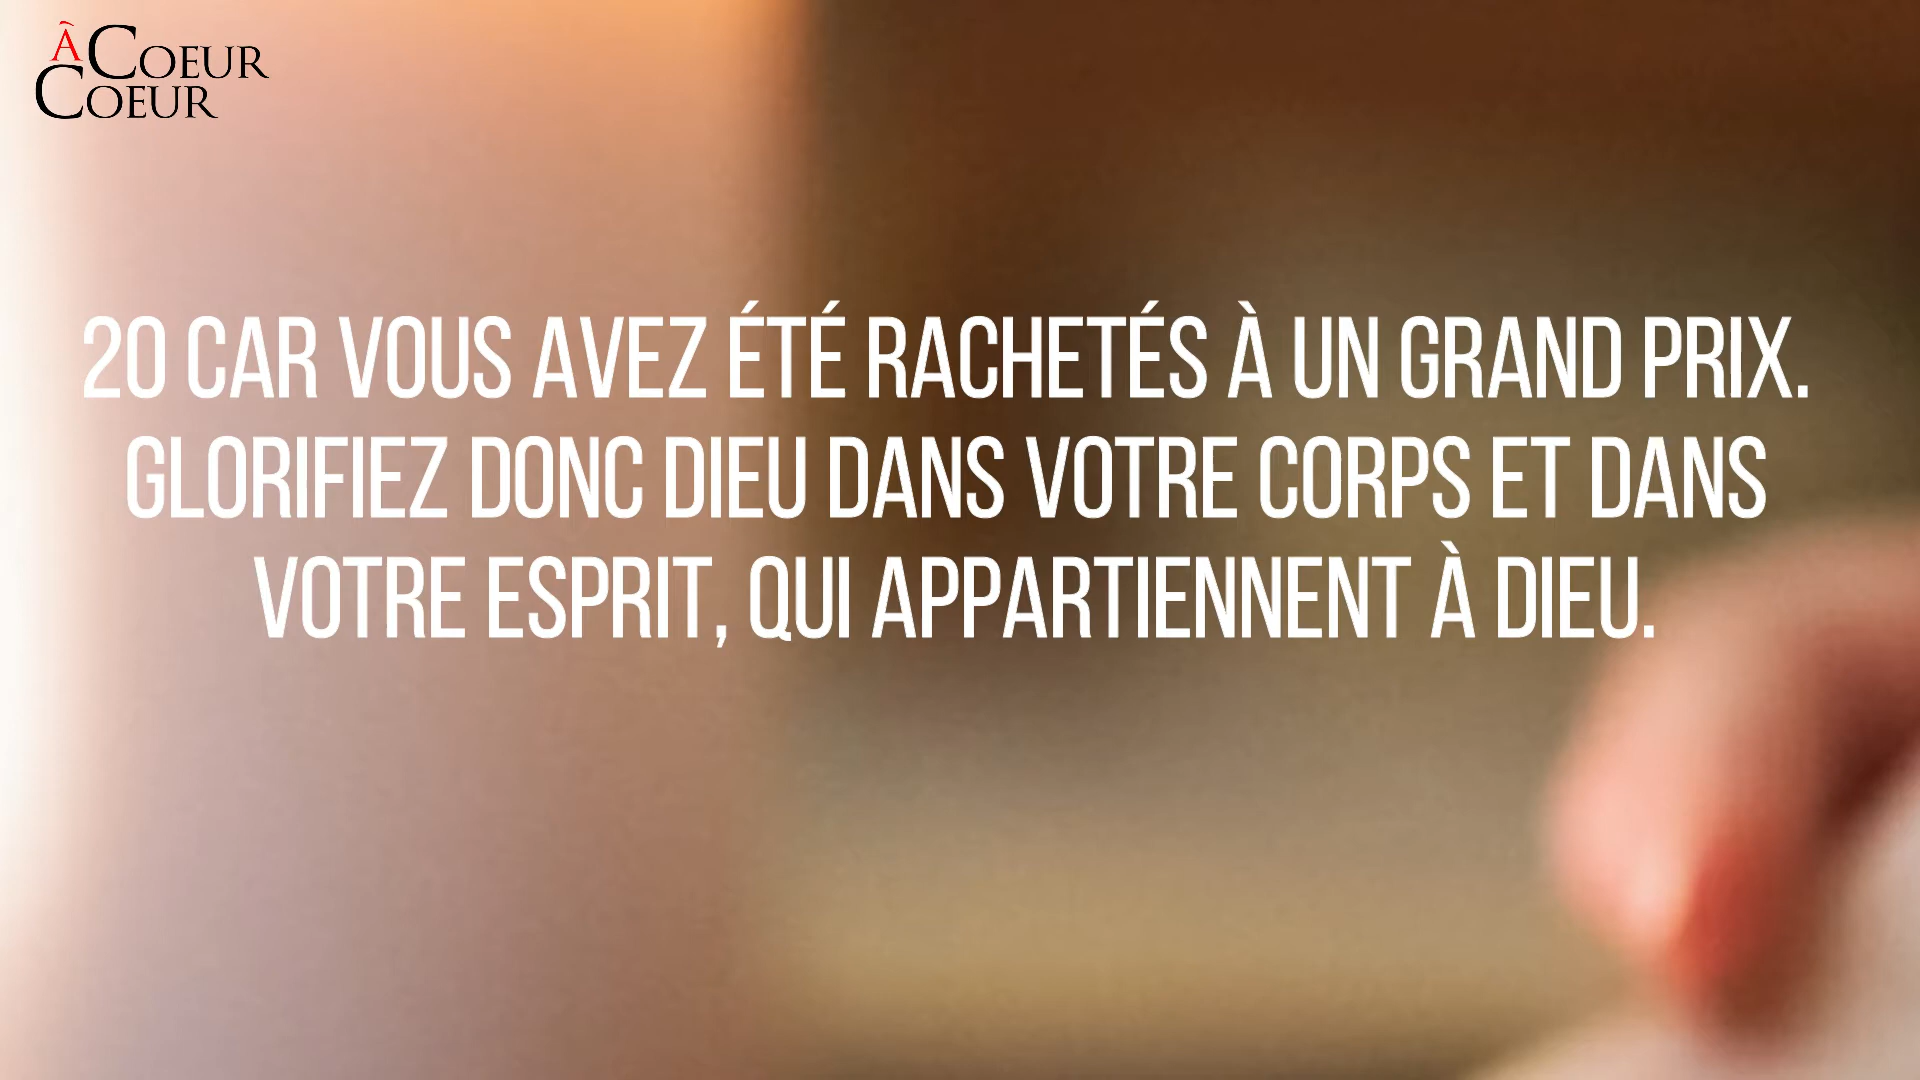 À COEUR
COEUR
20 CAR VOUS AVEZ ÉTÉ RACHETÉS À UN GRAND PRIX.
GLORIFIEZ DONC DIEU DANS VOTRE CORPS ET DANS
VOTRE ESPRIT, QUI APPARTIENNENT À DIEU.